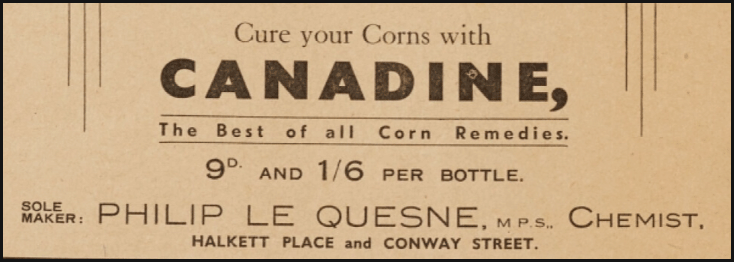 Cure your Corns with
CANADINE,
The Best of all Corn Remedies.
9D. AND 1/6 PER BOTTLE.
SOLE MAKER: PHILIP LE QUESNE, M.P.S., CHEMIST,
HALKETT PLACE and CONWAY STREET.